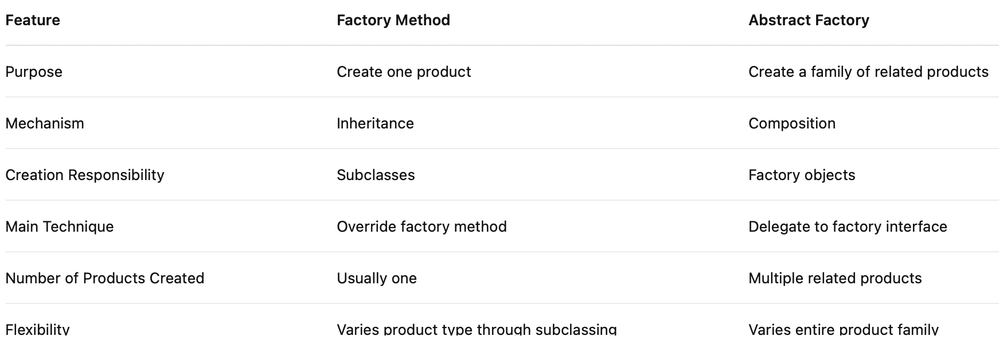 Feature Factory Method Abstract Factory
Purpose Create one product Create a family of related products
Mechanism Inheritance Composition
Creation Responsibility Subclasses Factory objects
Main Technique Override factory method Delegate to factory interface
Number of Products Created Usually one Multiple related products
Flexibility Varies product type through subclassing Varies entire product family